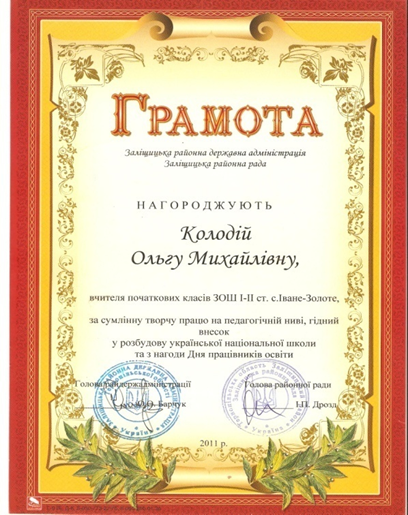 ГРАМОТА
Заліщицька районна державна адміністрація
Заліщицька районна рада
НАГОРОДЖУЮТЬ
Колодій
Ольгу Михайлівну,
вчителя початкових класів ЗОШ І-ІІ ст. с.Іване-Золоте,
за сумлінну творчу працю на педагогічній ниві, гідний
внесок
у розбудову української національної школи
та з нагоди Дня працівників освіти
Голова райдержадміністрації Голова районної ради
Барчук І.П. Дрозд
2011 р.